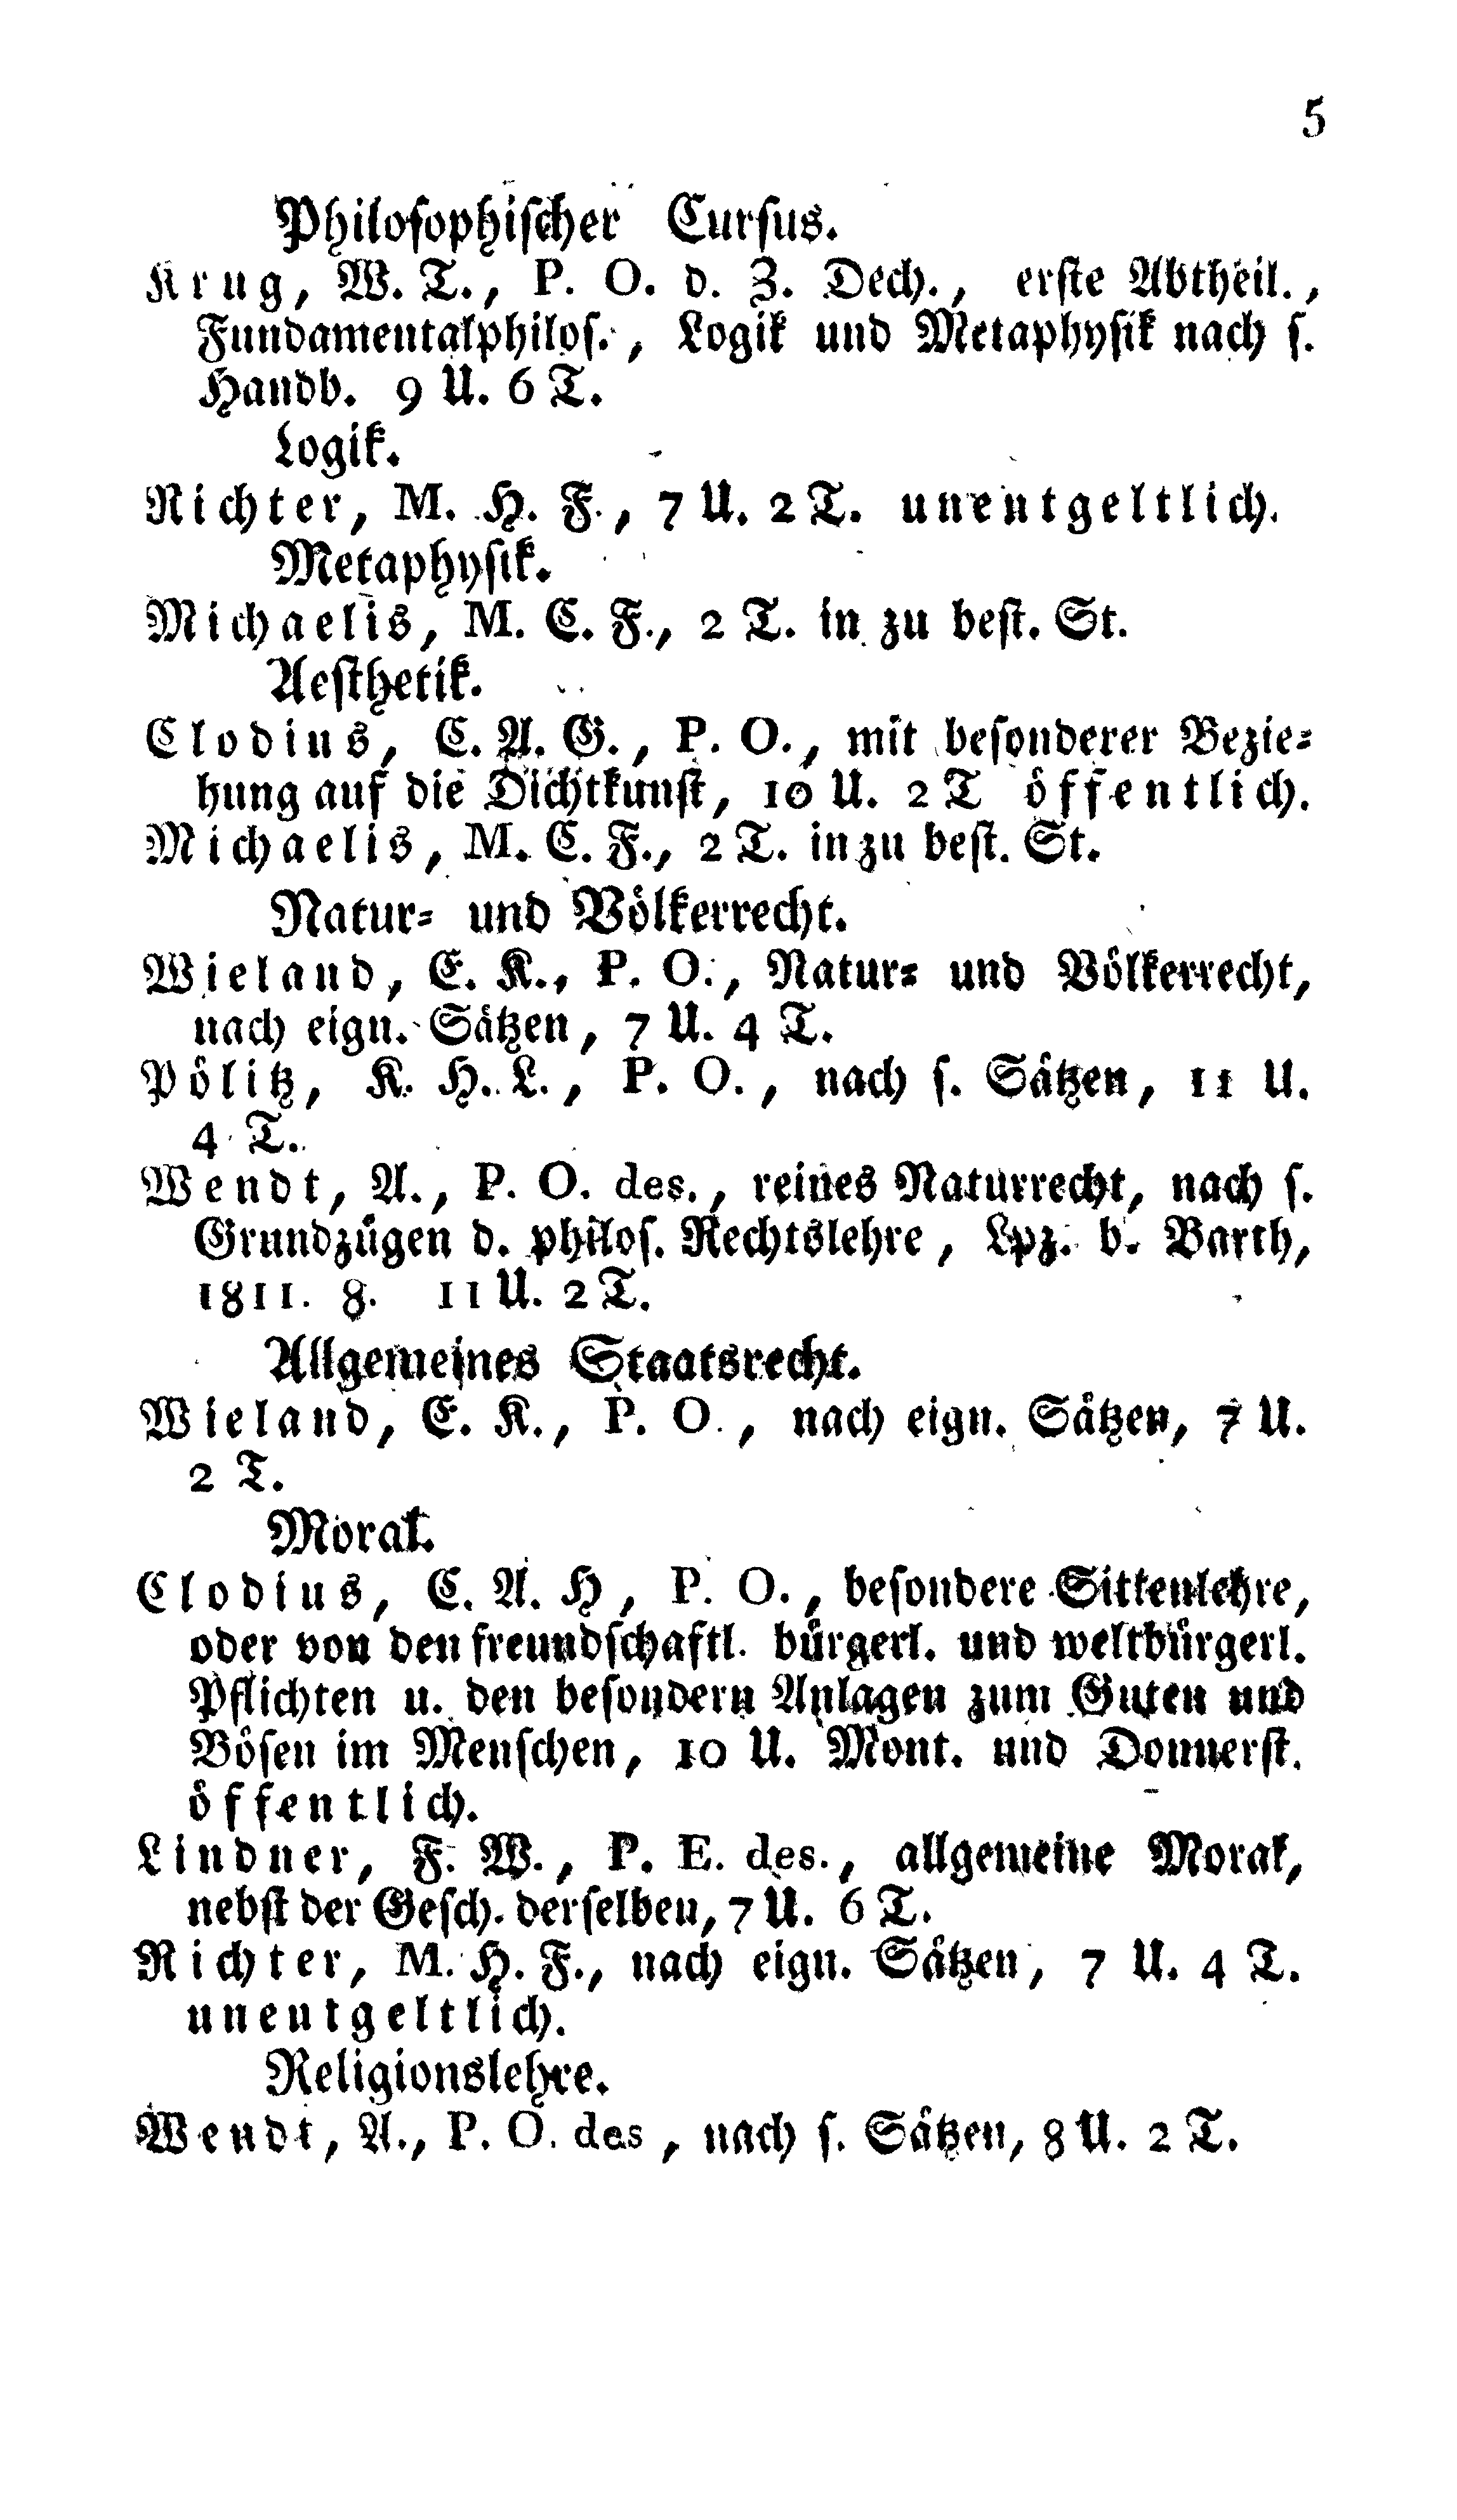 5
Philosophischer Cursus.
Krug, W. T., P. O. d. Z. Dech., erste Abtheil.,
Fundamentalphilos., Logik und Metaphysik nach s.
Handb. 9 U. 6 T.
Logik.
Richter, M. H. F., 7 U. 2 T. unentgeltlich.
Metaphysik.
Michaelis, M. C. F., 2 T. in zu best. St.
Aesthetik.
Clodius, C. A. G., P. O., mit besonderer Bezie-
hung auf die Dichtkunst, 10 U. 2 T öffentlich.
Michaelis, M. C. F., 2 T. in zu best. St.
Natur- und Völkerrecht.
Wieland, E. K., P. O., Natur- und Völkerrecht,
nach eign. Sätzen, 7 U. 4 T.
Pölitz, K. H. L., P. O., nach s. Sätzen, 11 U.
4 T.
Wendt, A., P. O. des., reines Naturrecht, nach s.
Grundzügen d. philos. Rechtslehre, Lpz. b. Barth,
1811. 8. 11 U. 2 T.
Allgemeines Staatsrecht.
Wieland, E. K., P. O., nach eign. Sätzen, 7 U.
2 T.
Moral.
Clodius, C. A. H, P. O., besondere Sittenlehre,
oder von den freundschaftl. bürgerl. und weltbürgerl.
Pflichten u. den besondern Anlagen zum Guten und
Bösen im Menschen, 10 U. Mont. und Donnerst.
öffentlich.
Lindner, F. W., P. E. des., allgemeine Moral,
nebst der Gesch. derselben, 7 U. 6 T.
Richter, M. H. F., nach eign. Sätzen, 7 U. 4 T.
unentgeltlich.
Religionslehre.
Wendt, A., P. O. des, nach s. Sätzen, 8 U. 2 T.